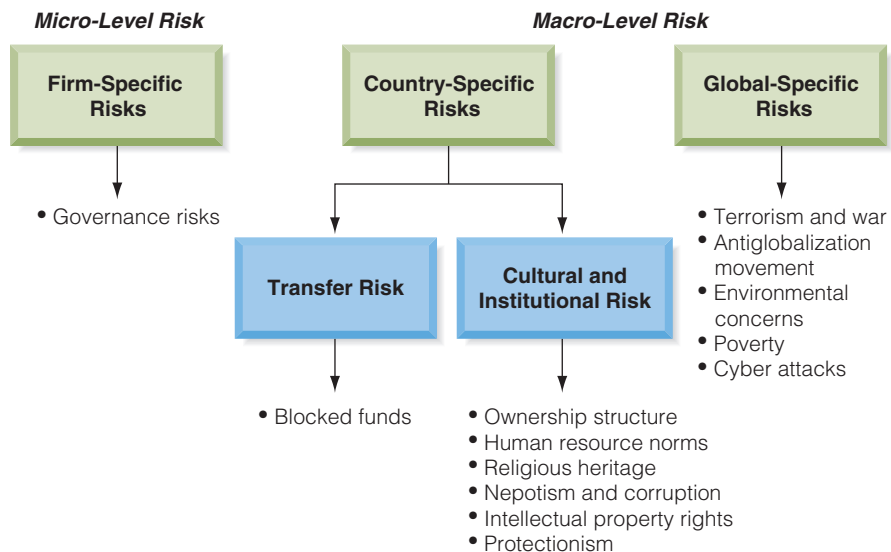 Micro-Level Risk
Macro-Level Risk
Firm-Specific
Risks
Country-Specific
Risks
Global-Specific
Risks
• Governance risks
Transfer Risk
Cultural and
Institutional Risk
• Terrorism and war
• Antiglobalization
movement
• Environmental
concerns
• Poverty
• Cyber attacks
• Blocked funds
• Ownership structure
• Human resource norms
• Religious heritage
• Nepotism and corruption
• Intellectual property rights
• Protectionism